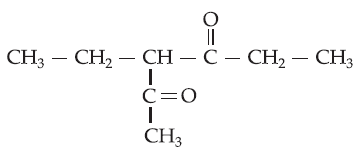 O
CH₃ — CH₂ — CH — C — CH₂ — CH₃
C=O
CH₃